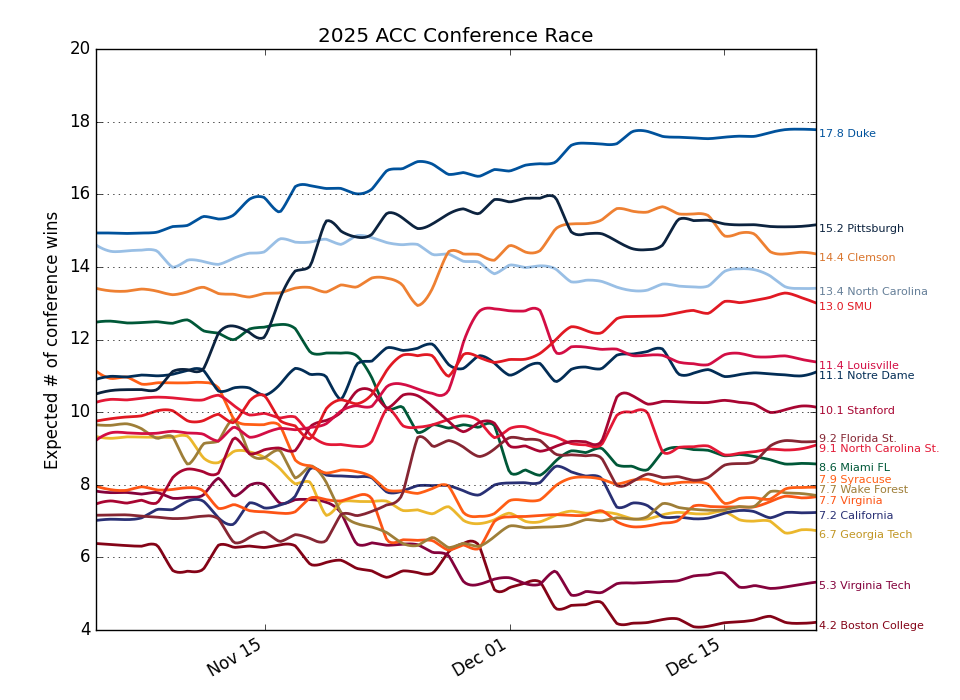 2025 ACC Conference Race
Expected # of conference wins
20
18
16
14
12
10
8
6
4
Nov 15
Dec 01
Dec 15
17.8 Duke
15.2 Pittsburgh
14.4 Clemson
13.4 North Carolina
13.0 SMU
11.4 Louisville
11.1 Notre Dame
10.1 Stanford
9.2 Florida St.
9.1 North Carolina St.
8.6 Miami FL
7.9 Syracuse
7.7 Wake Forest
7.7 Virginia
7.2 California
6.7 Georgia Tech
5.3 Virginia Tech
4.2 Boston College